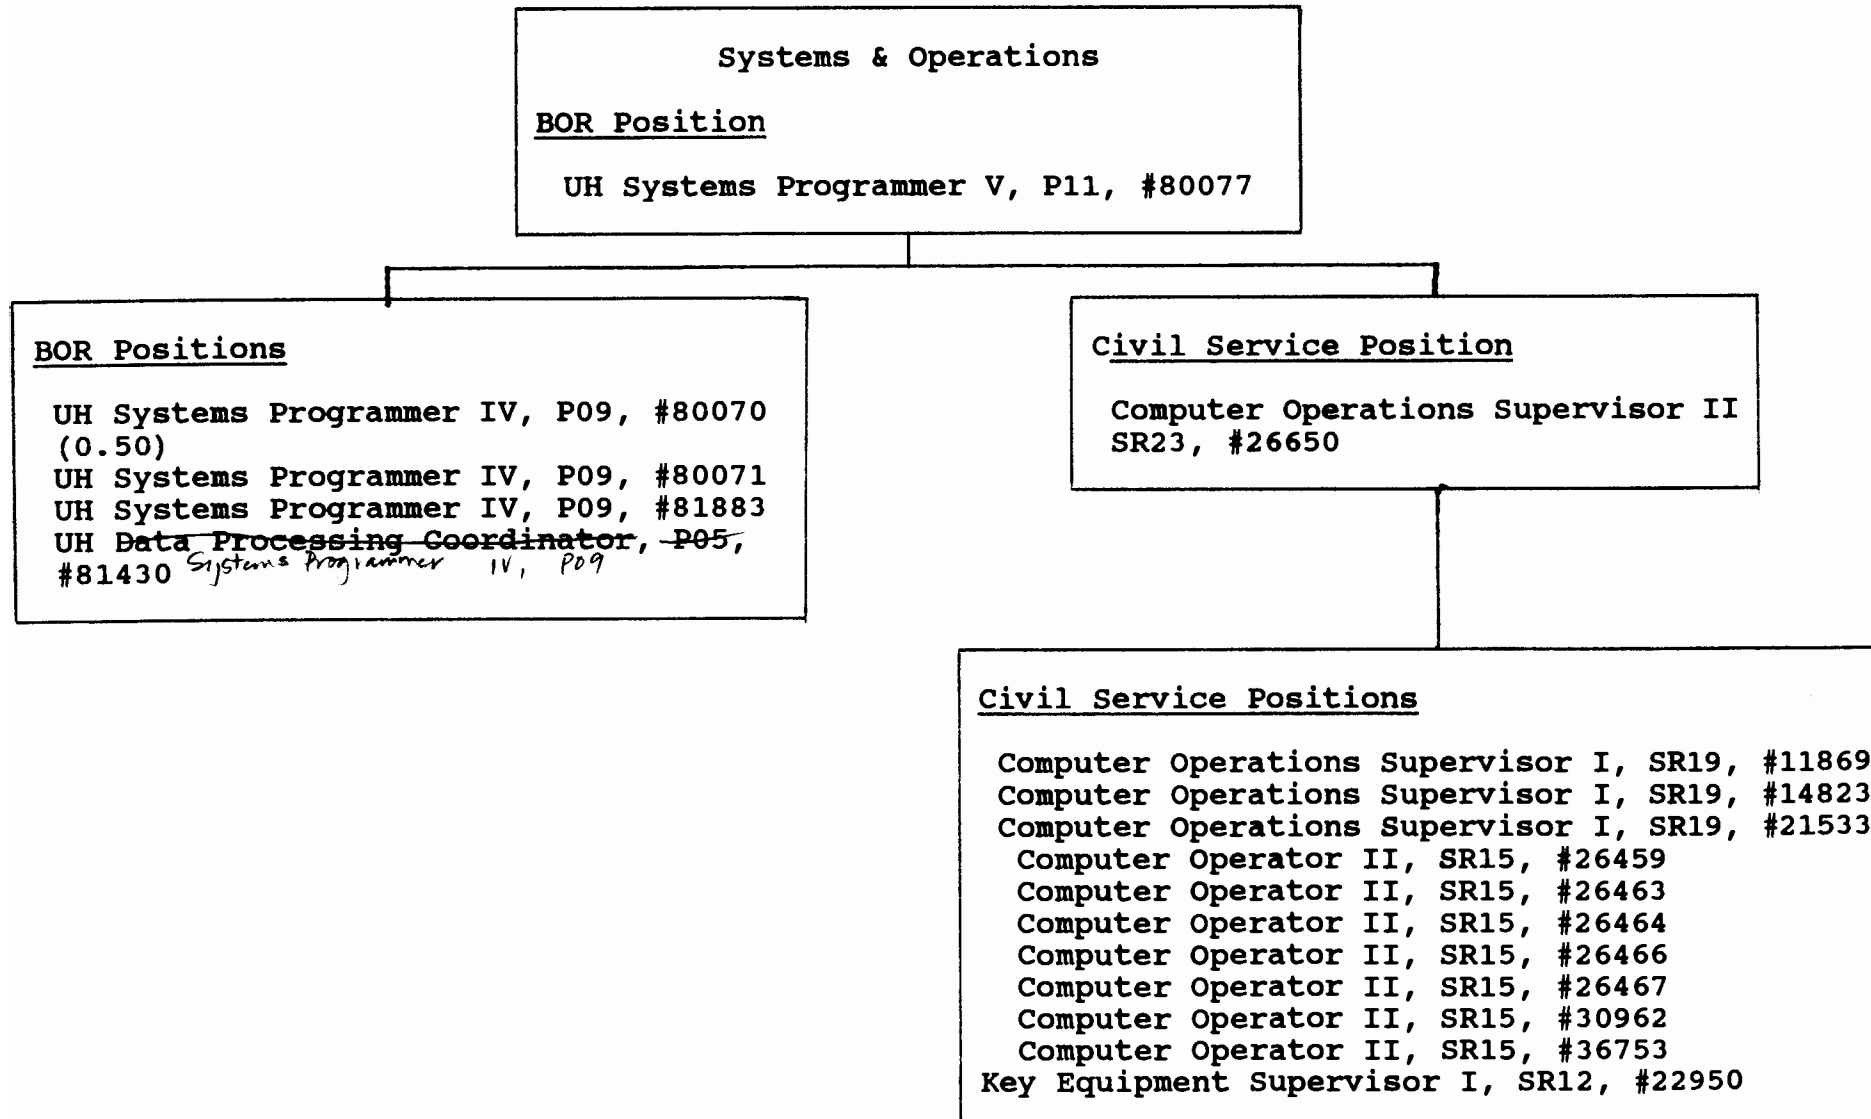 Systems & Operations
BOR Position
UH Systems Programmer V, P11, #80077
BOR Positions
UH Systems Programmer IV, P09, #80070
(0.50)
UH Systems Programmer IV, P09, #80071
UH Systems Programmer IV, P09, #81883
UH Data Processing Coordinator, P05,
#81430 Systems Programmer IV, P09
Civil Service Position
Computer Operations Supervisor II
SR23, #26650
Civil Service Positions
Computer Operations Supervisor I, SR19, #11869
Computer Operations Supervisor I, SR19, #14823
Computer Operations Supervisor I, SR19, #21533
Computer Operator II, SR15, #26459
Computer Operator II, SR15, #26463
Computer Operator II, SR15, #26464
Computer Operator II, SR15, #26466
Computer Operator II, SR15, #26467
Computer Operator II, SR15, #30962
Computer Operator II, SR15, #36753
Key Equipment Supervisor I, SR12, #22950